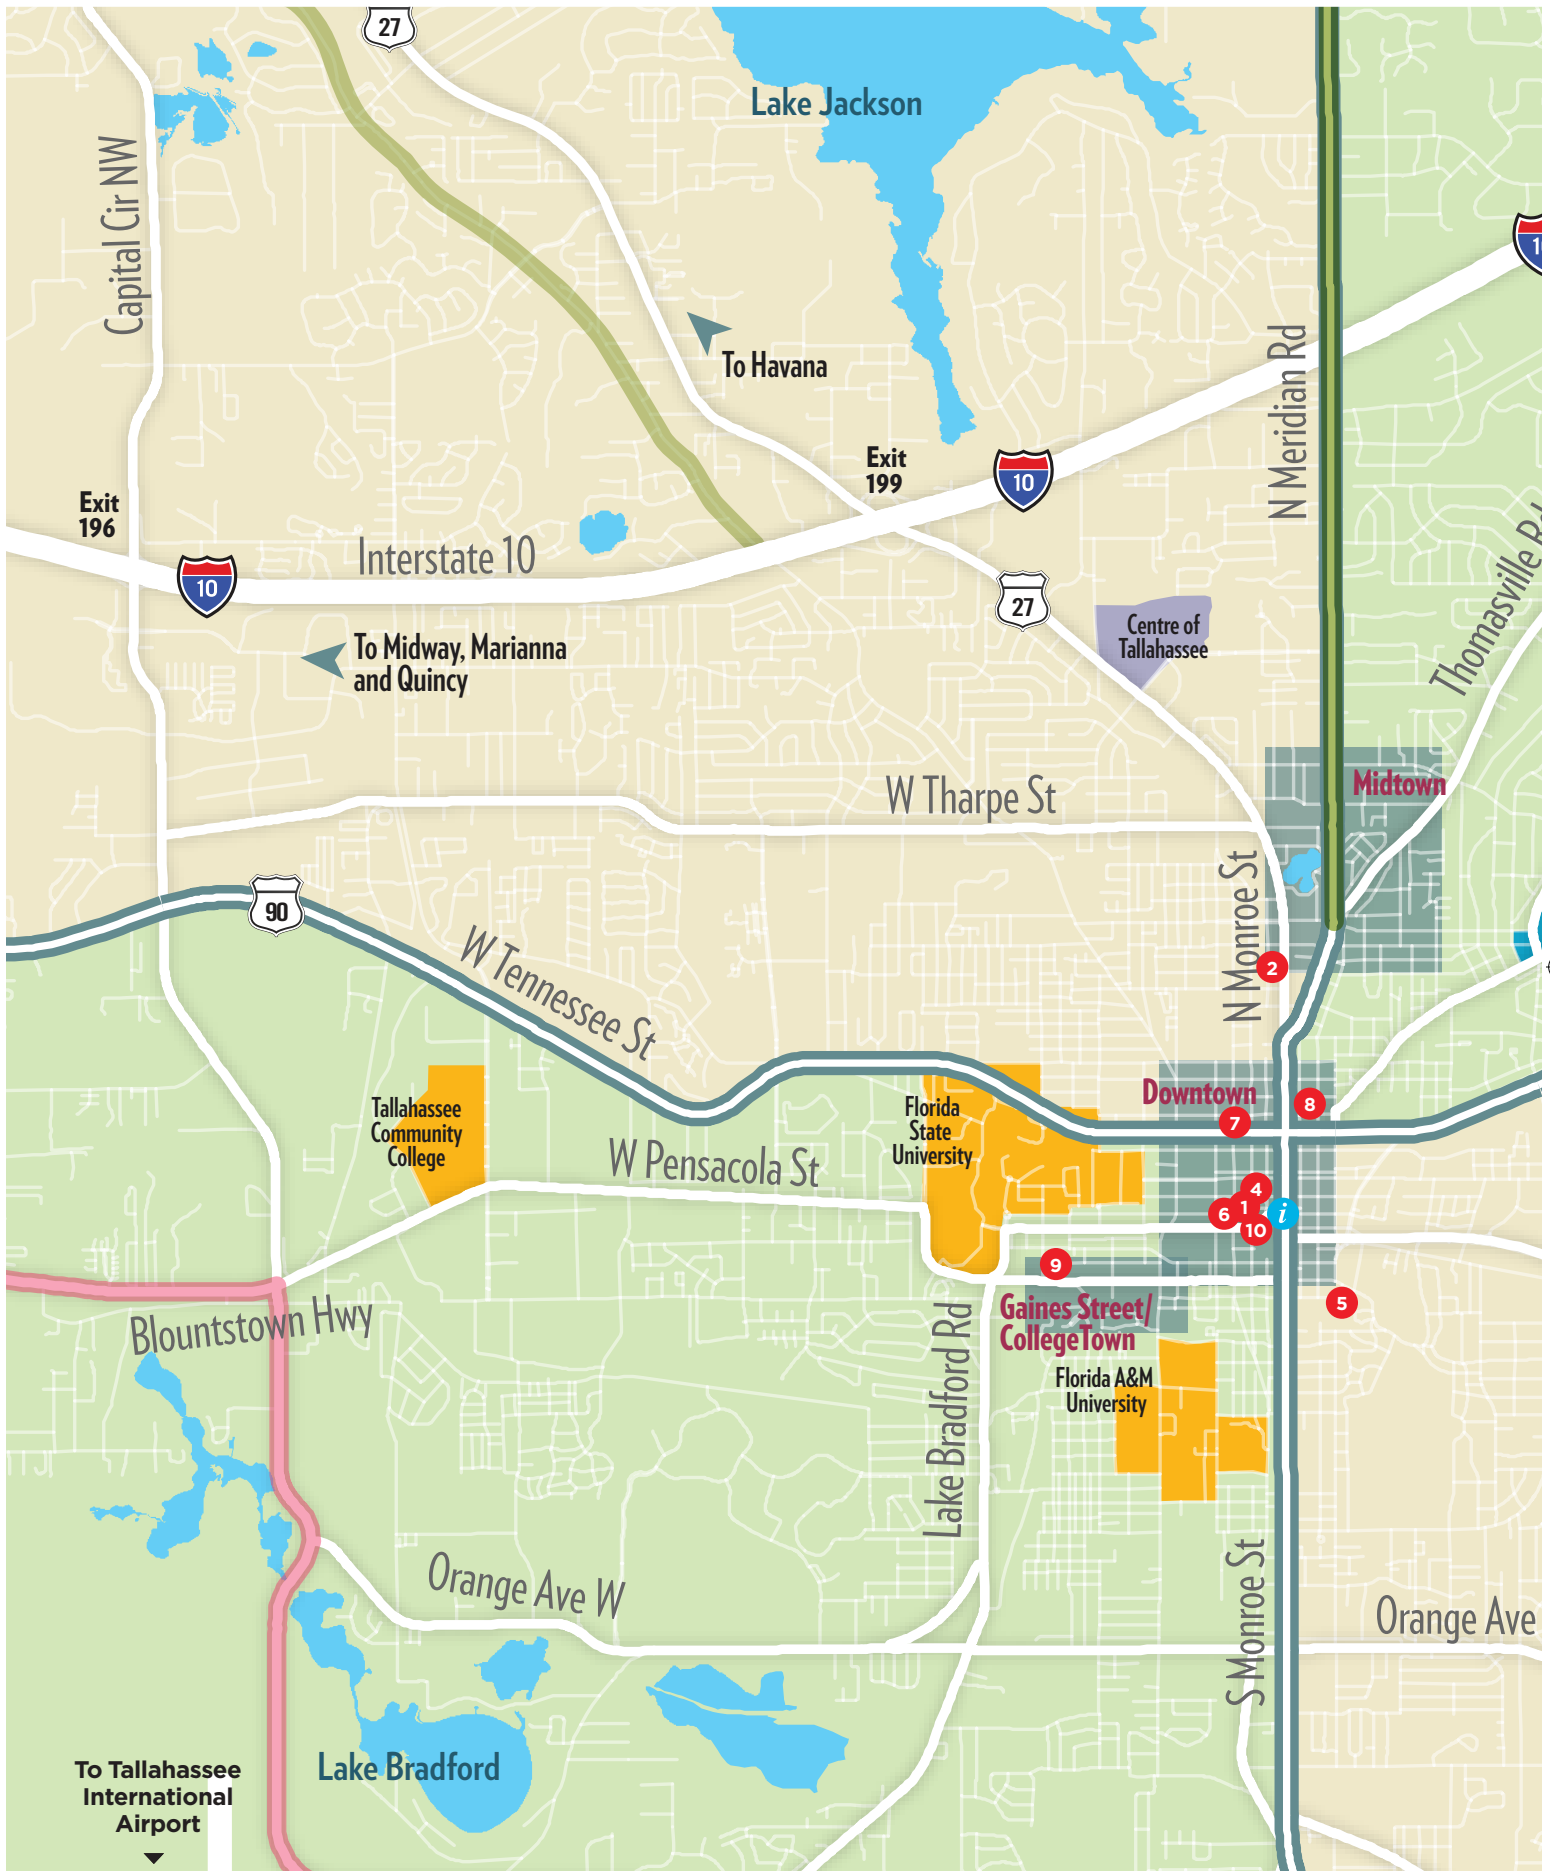 27
Lake Jackson
Capital Cir NW
To Havana
N Meridian Rd
Exit
199
10
Exit
196
Interstate 10
10
27
To Midway, Marianna
and Quincy
Centre of
Tallahassee
Thomasville Rd
W Tharpe St
Midtown
N Monroe St
90
W Tennessee St
2
Downtown
8
7
Tallahassee
Community
College
Florida
State
University
W Pensacola St
4
1
6
i
10
9
5
Blountstown Hwy
Gaines Street/
CollegeTown
Lake Bradford Rd
Florida A&M
University
Orange Ave W
S Monroe St
Orange Ave
Lake Bradford
To Tallahassee
International
Airport